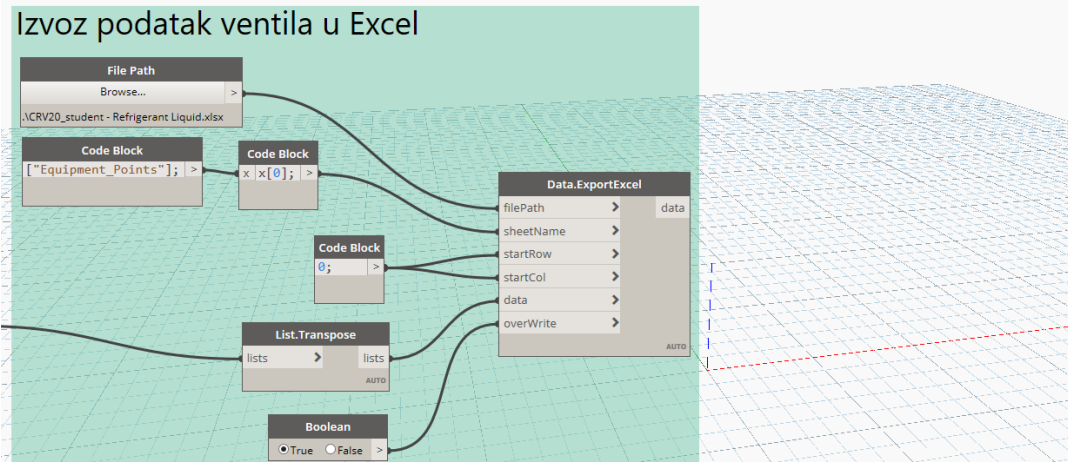 Izvoz podatak ventila u Excel
File Path
Browse...
>
.\CRV20_student - Refrigerant Liquid.xlsx
Code Block
["Equipment_Points"]; >
Code Block
x x[0]; >
Data.ExportExcel
filePath > data
sheetName >
startRow >
startCol >
data >
overWrite >
AUTO
Code Block
0; >
List.Transpose
lists > lists
AUTO
Boolean
True False >